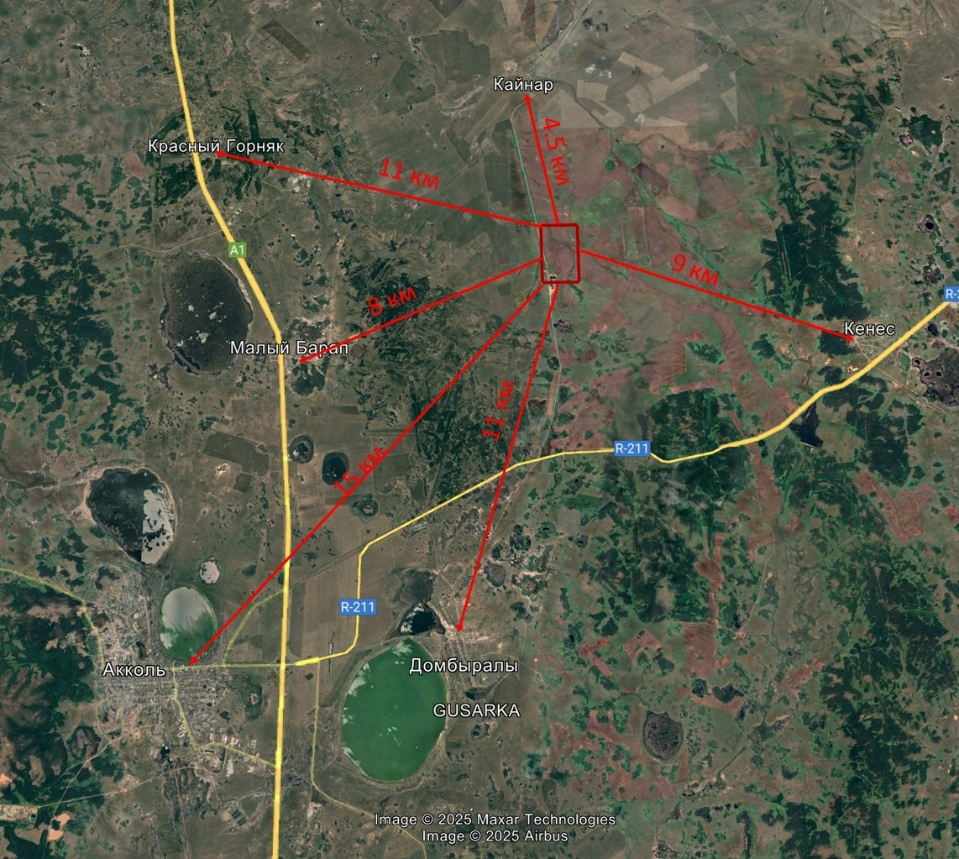 Кайнар
4.5 км
Красный Горняк
11 км
A1
9 км
8 км
Кенес
Малый Барап
11 км
R-211
15 км
R-211
Акколь
Домбыралы
GUSARKA
Image © 2025 Maxar Technologies
Image © 2025 Airbus